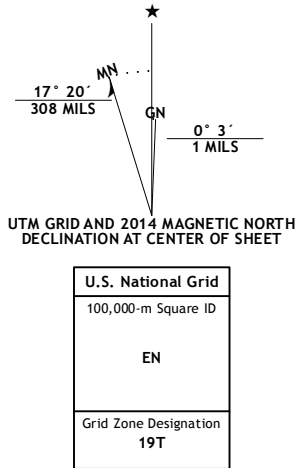 ★
MN
17° 20´
308 MILS
GN
0° 3´
1 MILS
UTM GRID AND 2014 MAGNETIC NORTH
DECLINATION AT CENTER OF SHEET
U.S. National Grid
100,000-m Square ID
EN
Grid Zone Designation
19T